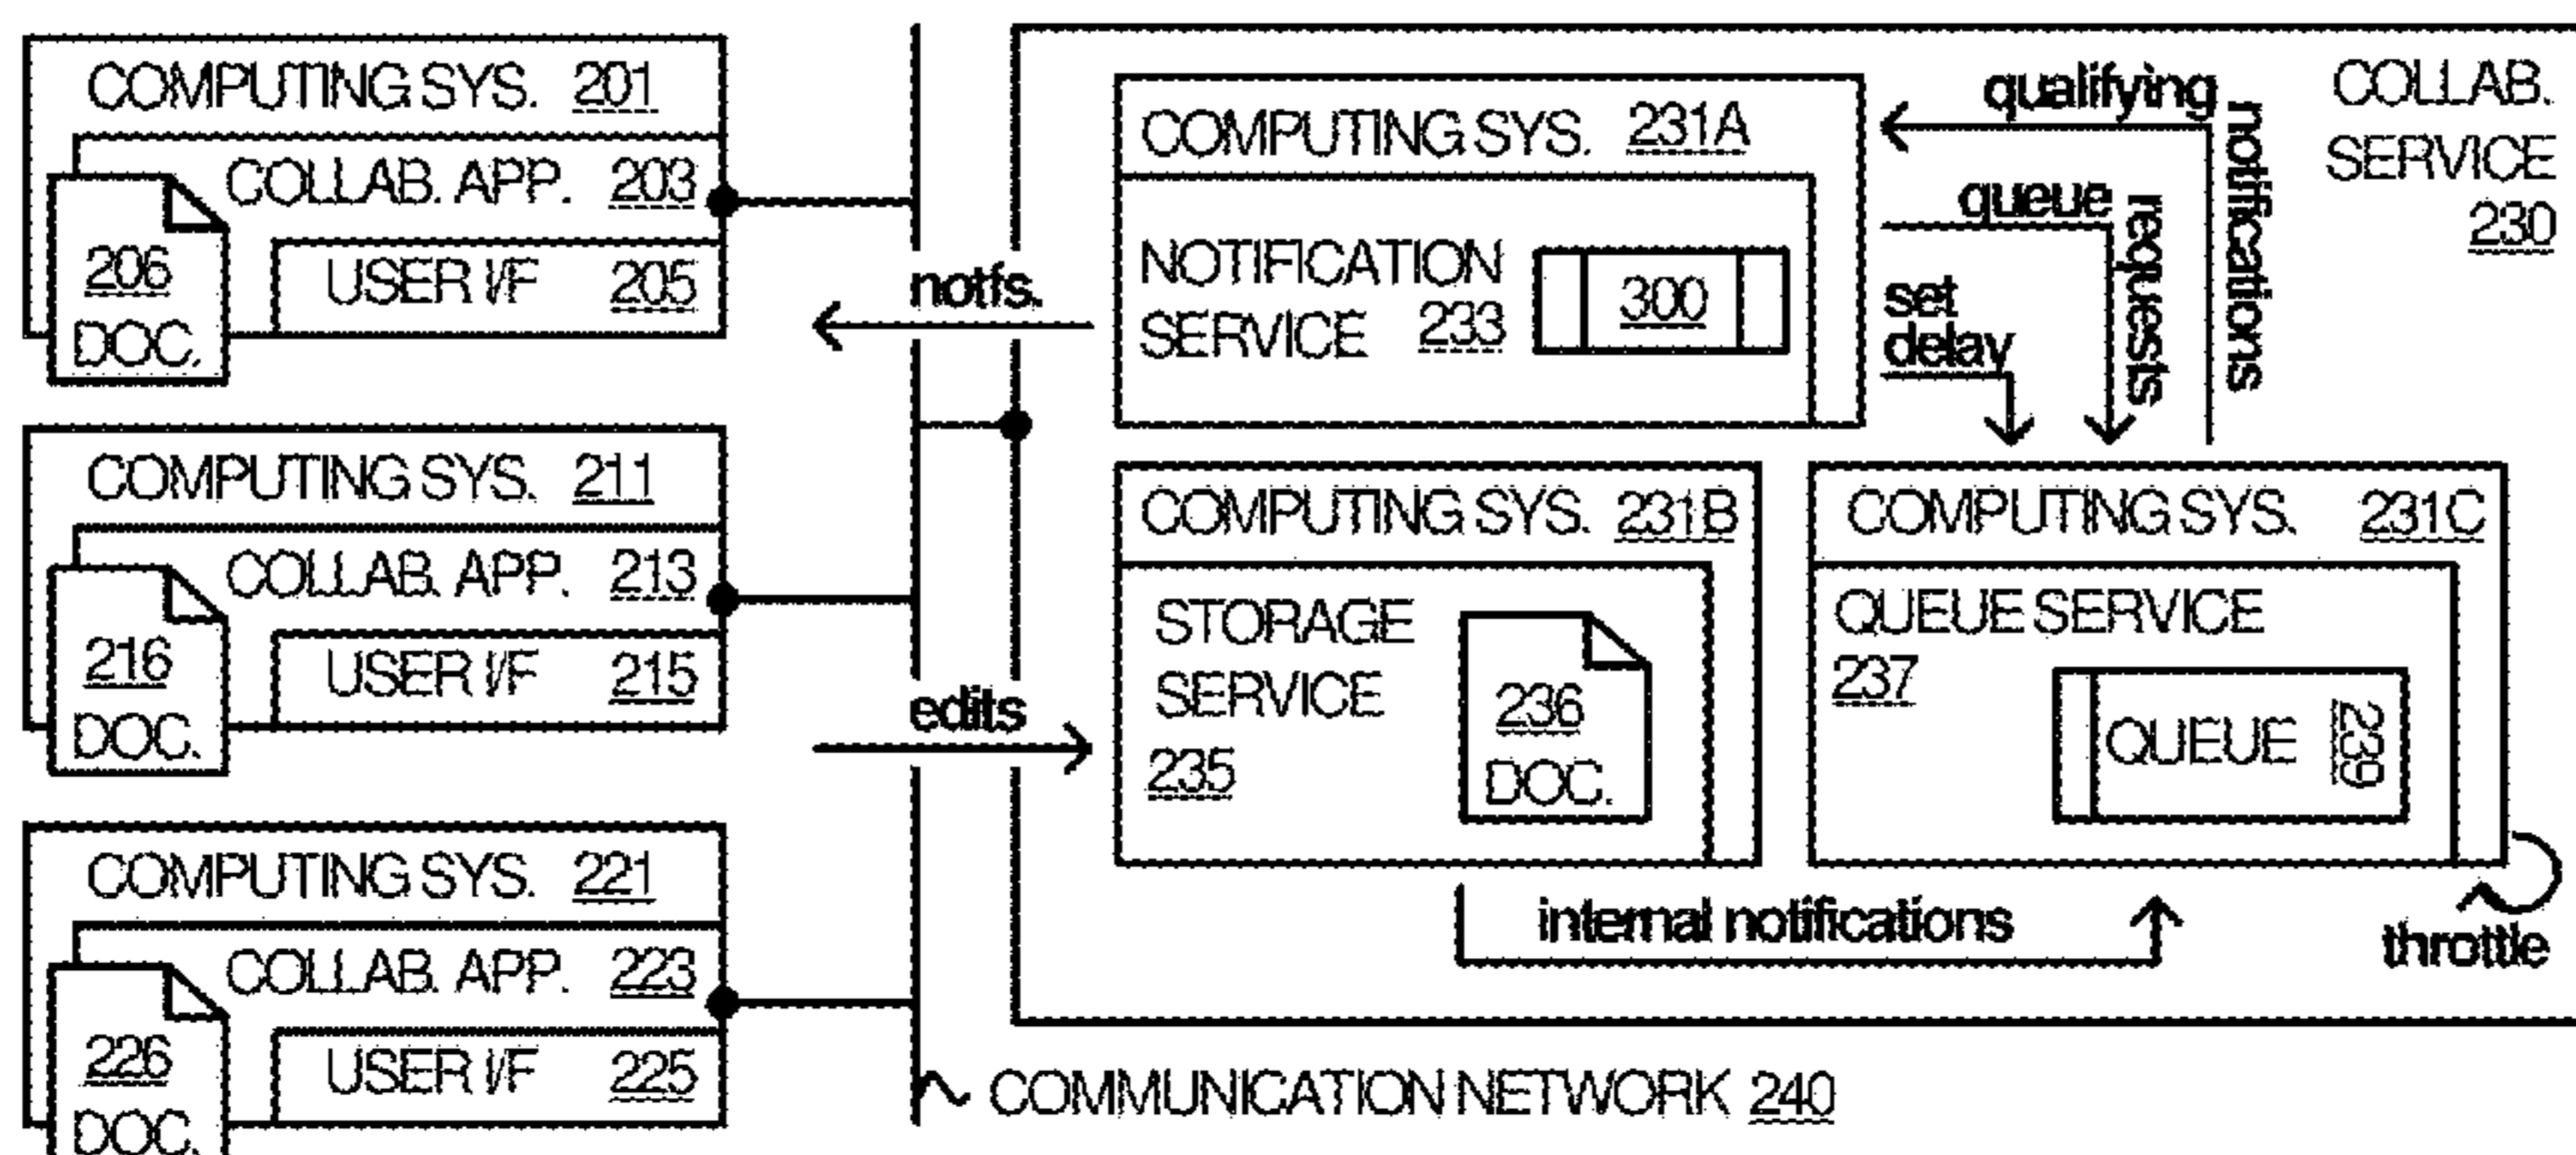 COMPUTING SYS. 201
COLLAB. APP. 203
206
DOC.
USER I/F 205
COMPUTING SYS. 211
COLLAB. APP. 213
216
DOC.
USER I/F 215
COMPUTING SYS. 221
COLLAB. APP. 223
226
DOC.
USER I/F 225
notfs.
edits
COMMUNICATION NETWORK 240
COLLAB.
SERVICE
230
COMPUTING SYS. 231A
NOTIFICATION
SERVICE 233
300
qualifying
notifications
queue
requests
set
delay
COMPUTING SYS. 231B
STORAGE
SERVICE
235
236
DOC.
COMPUTING SYS. 231C
QUEUE SERVICE
237
QUEUE 239
internal notifications
throttle